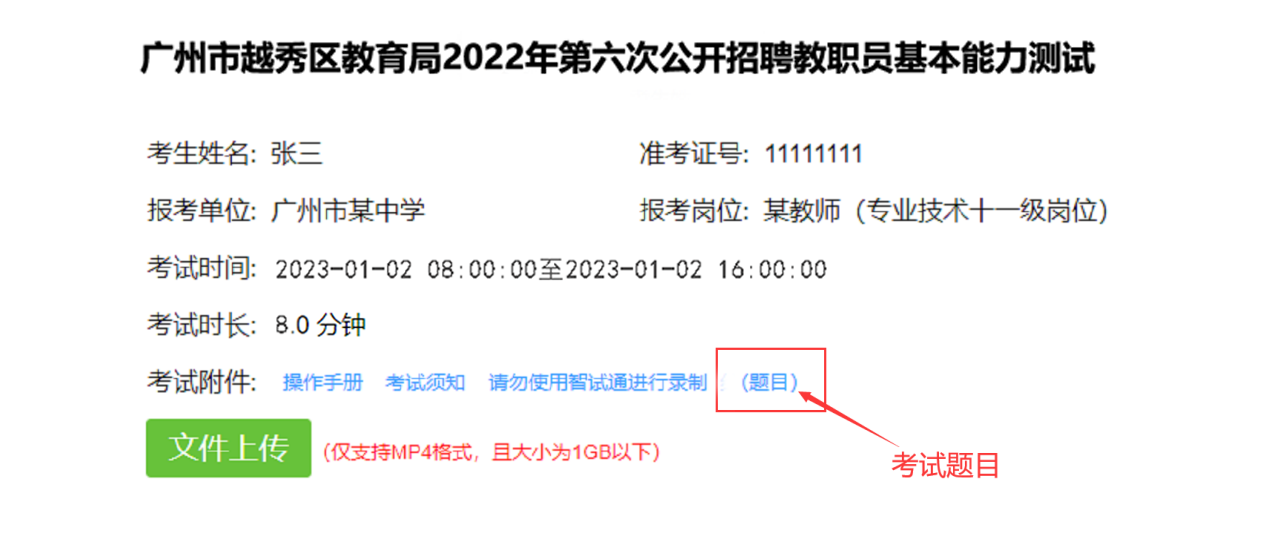 广州市越秀区教育局2022年第六次公开招聘教职员基本能力测试
考生姓名: 张三 准考证号: 11111111
报考单位: 广州市某中学 报考岗位: 某教师（专业技术十一级岗位）
考试时间: 2023-01-02 08:00:00至2023-01-02 16:00:00
考试时长: 8.0 分钟
考试附件: 操作手册 考试须知 请勿使用智试通进行录制 （题目）
文件上传 （仅支持MP4格式，且大小为1GB以下）
考试题目